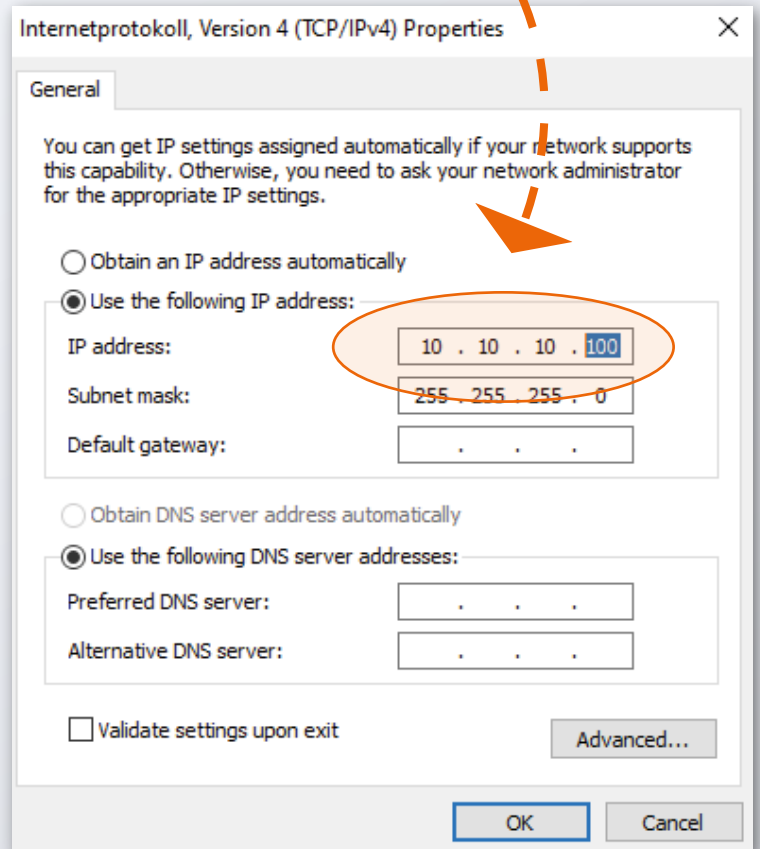 Internetprotokoll, Version 4 (TCP/IPv4) Properties
General
You can get IP settings assigned automatically if your network supports
this capability. Otherwise, you need to ask your network administrator
for the appropriate IP settings.
Obtain an IP address automatically
Use the following IP address:
IP address: 10 . 10 . 10 . 100
Subnet mask: 255 . 255 . 255 . 0
Default gateway: . . .
Obtain DNS server address automatically
Use the following DNS server addresses:
Preferred DNS server: . . .
Alternative DNS server: . . .
Validate settings upon exit
Advanced...
OK Cancel